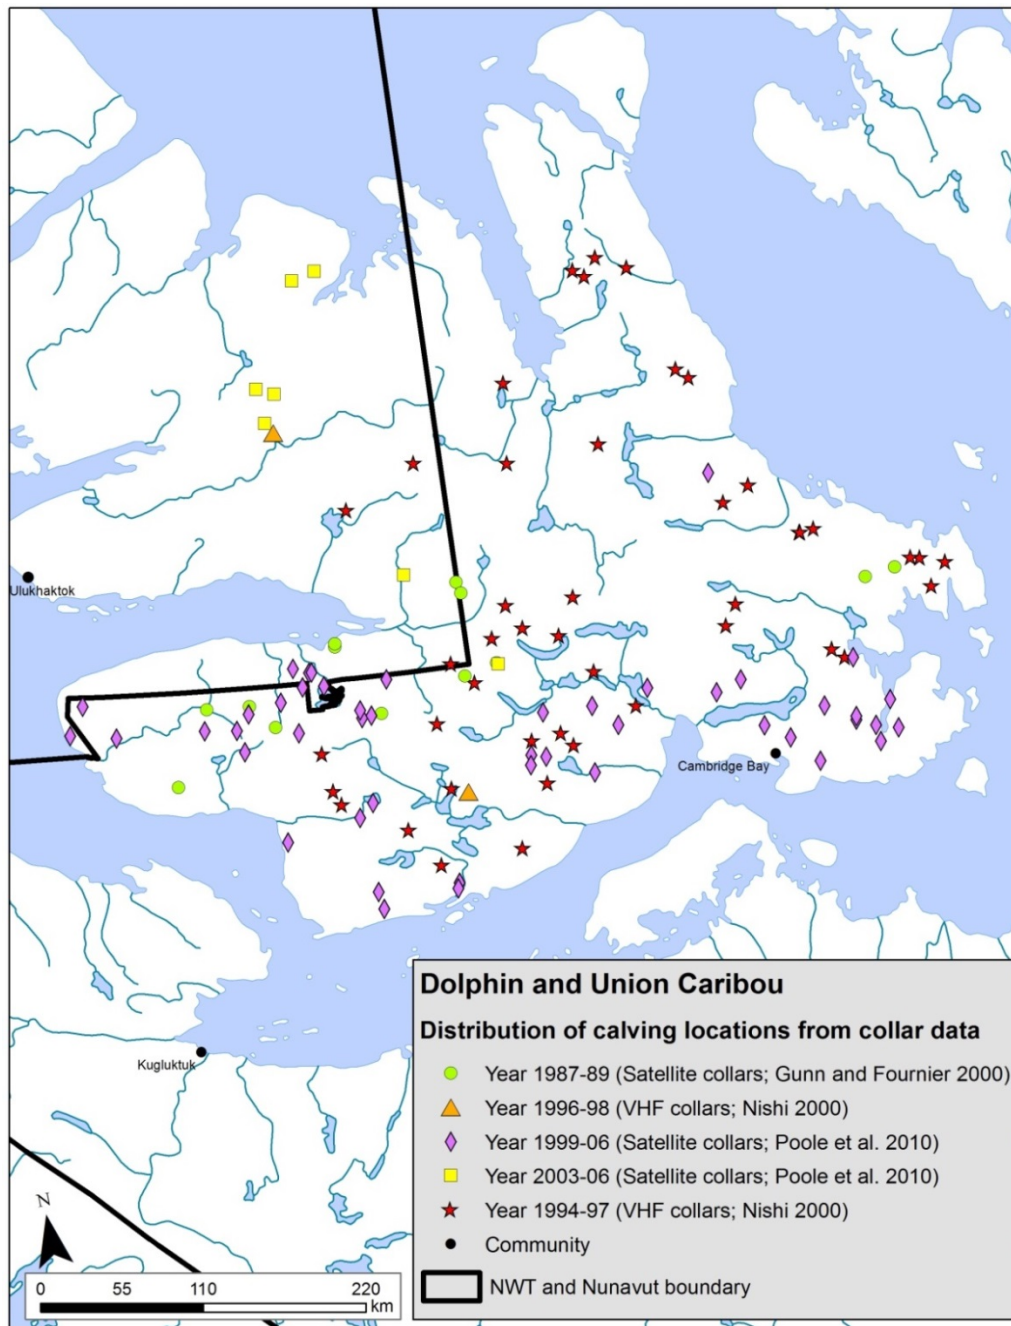 Ulukhaktok
Cambridge Bay
Kugluktuk
Dolphin and Union Caribou
Distribution of calving locations from collar data
Year 1987-89 (Satellite collars; Gunn and Fournier 2000)
Year 1996-98 (VHF collars; Nishi 2000)
Year 1999-06 (Satellite collars; Poole et al. 2010)
Year 2003-06 (Satellite collars; Poole et al. 2010)
Year 1994-97 (VHF collars; Nishi 2000)
Community
NWT and Nunavut boundary
N
0 55 110 220
km